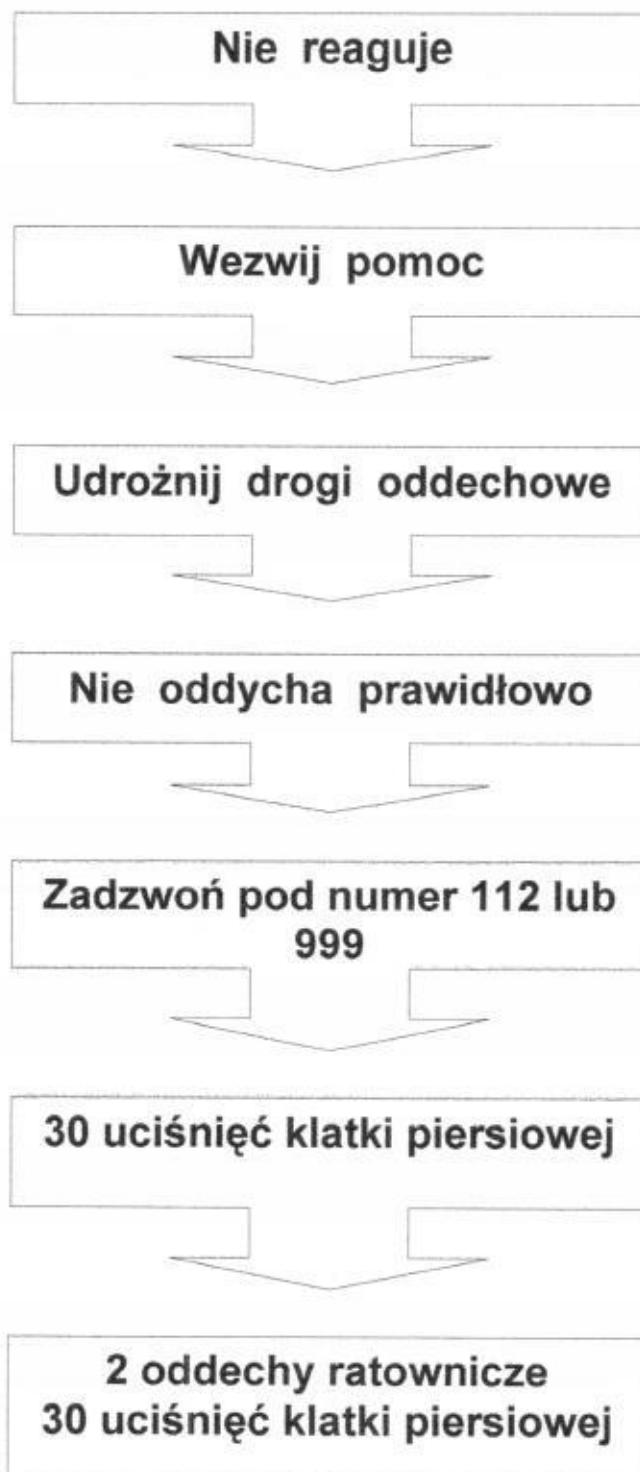 Nie reaguje
Wezwij pomoc
Udrożnij drogi oddechowe
Nie oddycha prawidłowo
Zadzwoń pod numer 112 lub
999
30 uciśnięć klatki piersiowej
2 oddechy ratownicze
30 uciśnięć klatki piersiowej